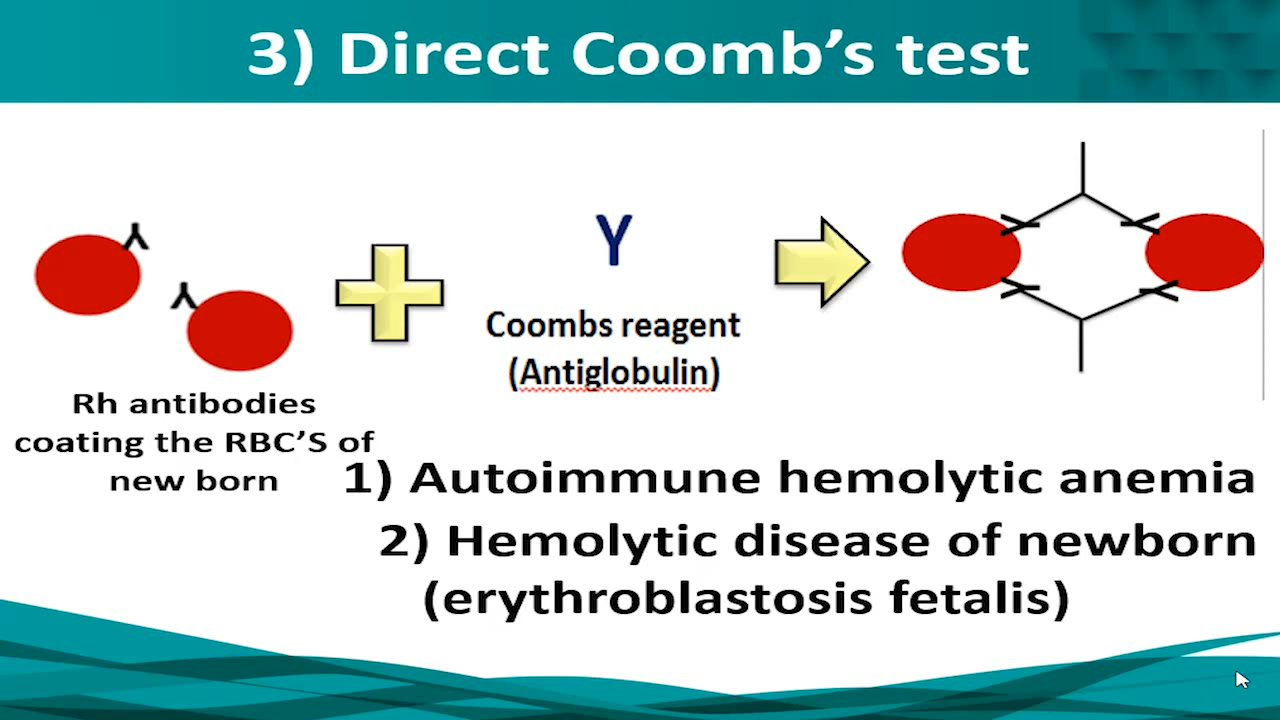 3) Direct Coomb’s test
Y
Coombs reagent
(Antiglobulin)
Rh antibodies
coating the RBC’S of
new born
1) Autoimmune hemolytic anemia
2) Hemolytic disease of newborn
(erythroblastosis fetalis)